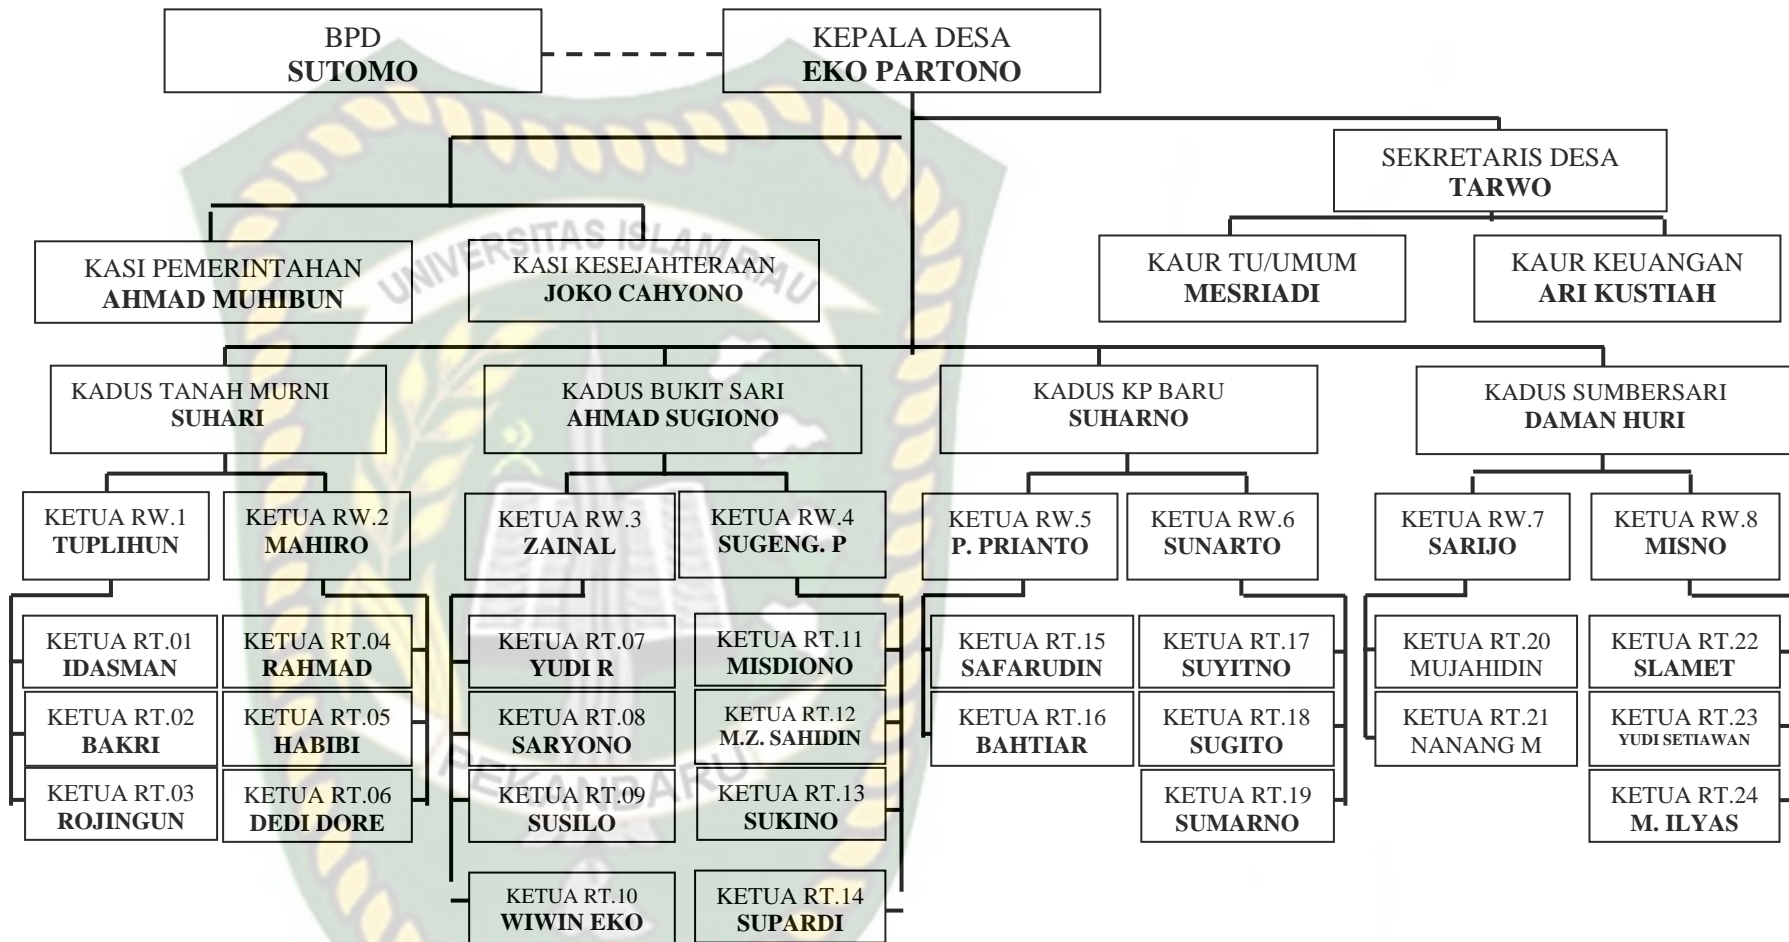 BPD
SUTOMO
KEPALA DESA
EKO PARTONO
SEKRETARIS DESA
TARWO
KASI PEMERINTAHAN
AHMAD MUHIBUN
KASI KESEJAHTERAAN
JOKO CAHYONO
KAUR TU/UMUM
MESRIADI
KAUR KEUANGAN
ARI KUSTIAH
UNIVERSITAS ISLAM RIAU
KADUS TANAH MURNI
SUHARI
KADUS BUKIT SARI
AHMAD SUGIONO
KADUS KP BARU
SUHARNO
KADUS SUMBERSARI
DAMAN HURI
KETUA RW.1
TUPLIHUN
KETUA RW.2
MAHIRO
KETUA RW.3
ZAINAL
KETUA RW.4
SUGENG. P
KETUA RW.5
P. PRIANTO
KETUA RW.6
SUNARTO
KETUA RW.7
SARIJO
KETUA RW.8
MISNO
KETUA RT.01
IDASMAN
KETUA RT.04
RAHMAD
KETUA RT.07
YUDI R
KETUA RT.11
MISDIONO
KETUA RT.15
SAFARUDIN
KETUA RT.17
SUYITNO
KETUA RT.20
MUJAHIDIN
KETUA RT.22
SLAMET
KETUA RT.02
BAKRI
KETUA RT.05
HABIBI
KETUA RT.08
SARYONO
KETUA RT.12
M.Z. SAHIDIN
KETUA RT.16
BAHTIAR
KETUA RT.18
SUGITO
KETUA RT.21
NANANG M
KETUA RT.23
YUDI SETIAWAN
PEKANBARU
KETUA RT.03
ROJINGUN
KETUA RT.06
DEDI DORE
KETUA RT.09
SUSILO
KETUA RT.13
SUKINO
KETUA RT.19
SUMARNO
KETUA RT.24
M. ILYAS
KETUA RT.10
WIWIN EKO
KETUA RT.14
SUPARDI